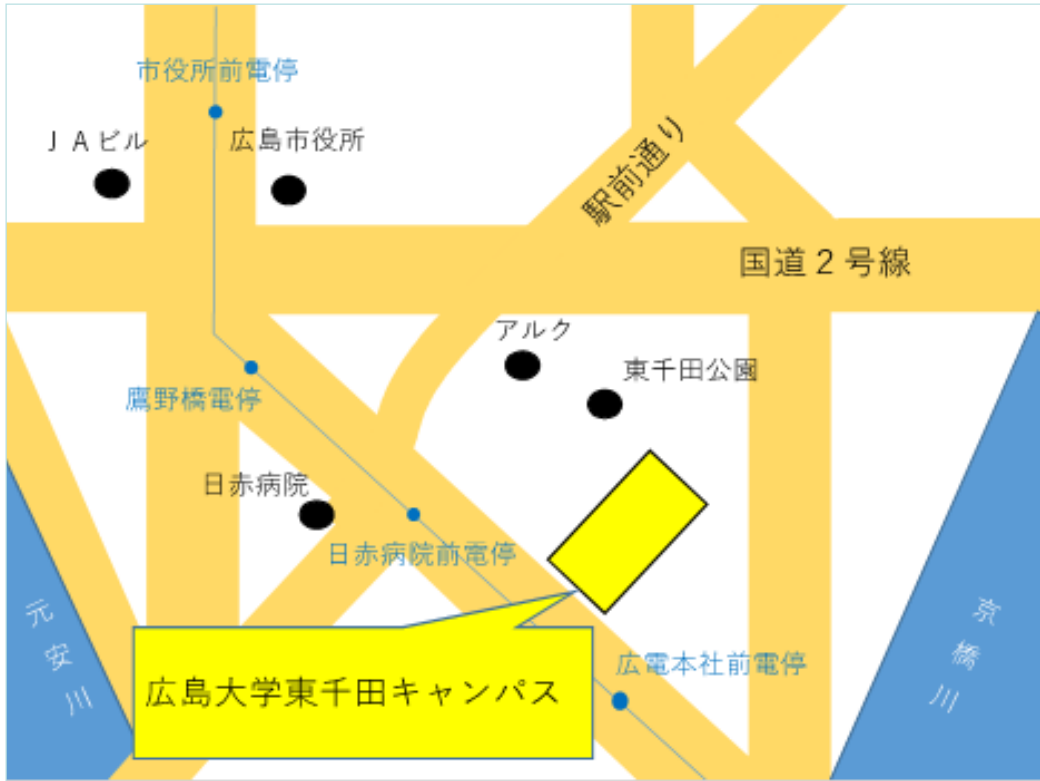 市役所前電停
ＪＡビル
広島市役所
駅前通り
国道２号線
アルク
東千田公園
鷹野橋電停
日赤病院
日赤病院前電停
元安川
京橋川
広電本社前電停
広島大学東千田キャンパス